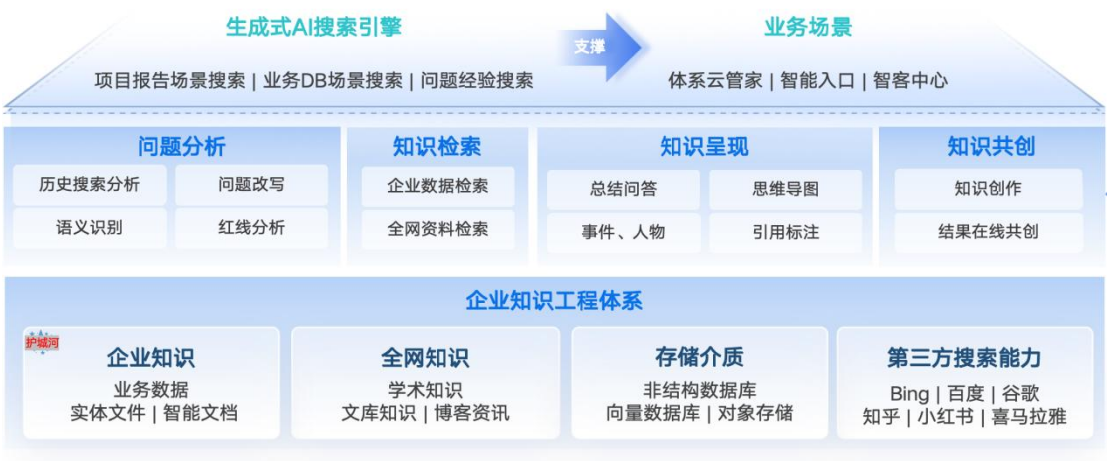 生成式AI搜索引擎
支撑
业务场景
项目报告场景搜索 | 业务DB场景搜索 | 问题经验搜索
体系云管家 | 智能入口 | 智客中心
问题分析
历史搜索分析
问题改写
语义识别
红线分析
知识检索
企业数据检索
全网资料检索
知识呈现
总结问答
思维导图
事件、人物
引用标注
知识共创
知识创作
结果在线共创
企业知识工程体系
护城河
企业知识
业务数据
实体文件 | 智能文档
全网知识
学术知识
文库知识 | 博客资讯
存储介质
非结构数据库
向量数据库 | 对象存储
第三方搜索能力
Bing | 百度 | 谷歌
知乎 | 小红书 | 喜马拉雅